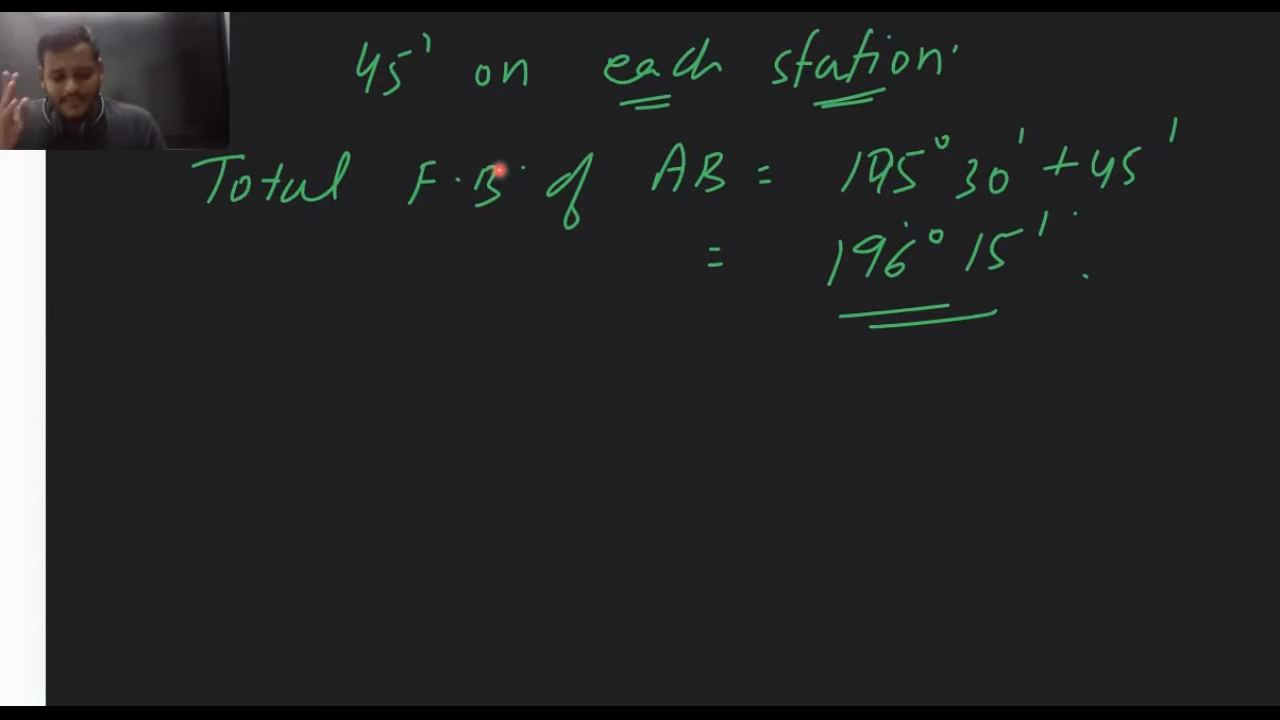 45' on each station.
Total F.B. of AB = 195° 30' + 45'
= 196° 15'.